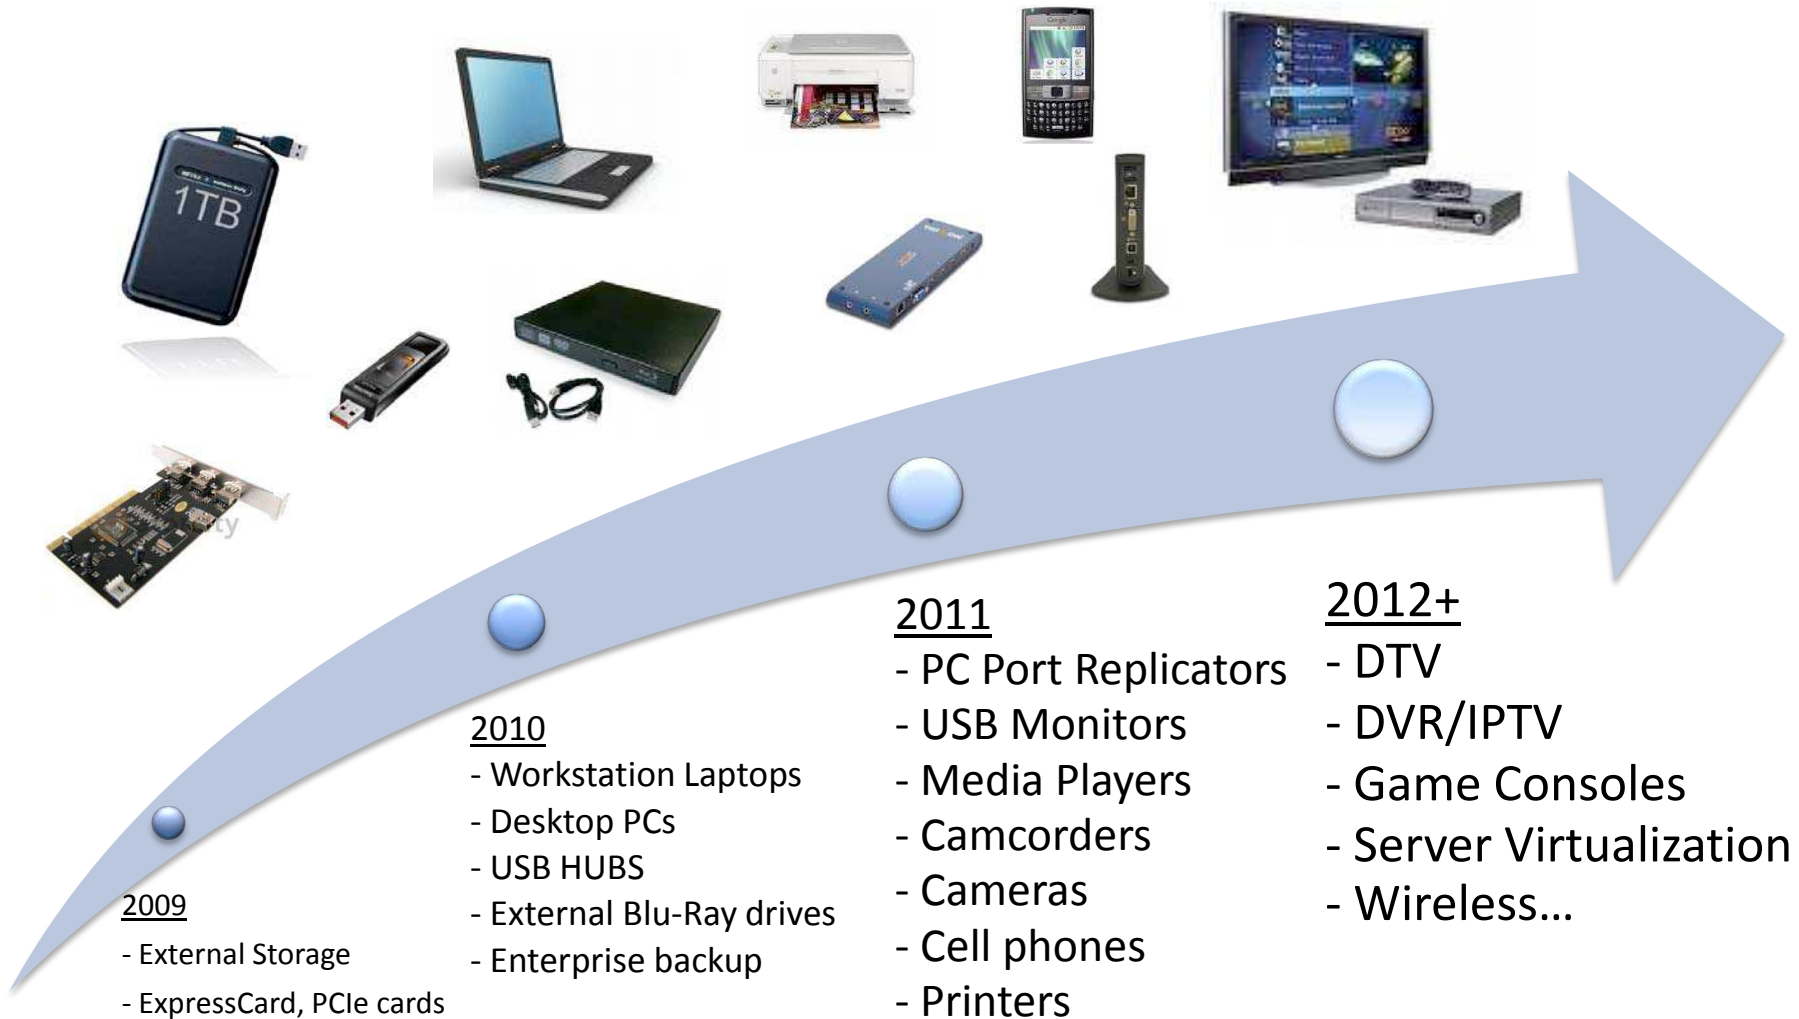 Google
1TB
2009
- External Storage
- ExpressCard, PCIe cards
2010
- Workstation Laptops
- Desktop PCs
- USB HUBS
- External Blu-Ray drives
- Enterprise backup
2011
- PC Port Replicators
- USB Monitors
- Media Players
- Camcorders
- Cameras
- Cell phones
- Printers
2012+
- DTV
- DVR/IPTV
- Game Consoles
- Server Virtualization
- Wireless...